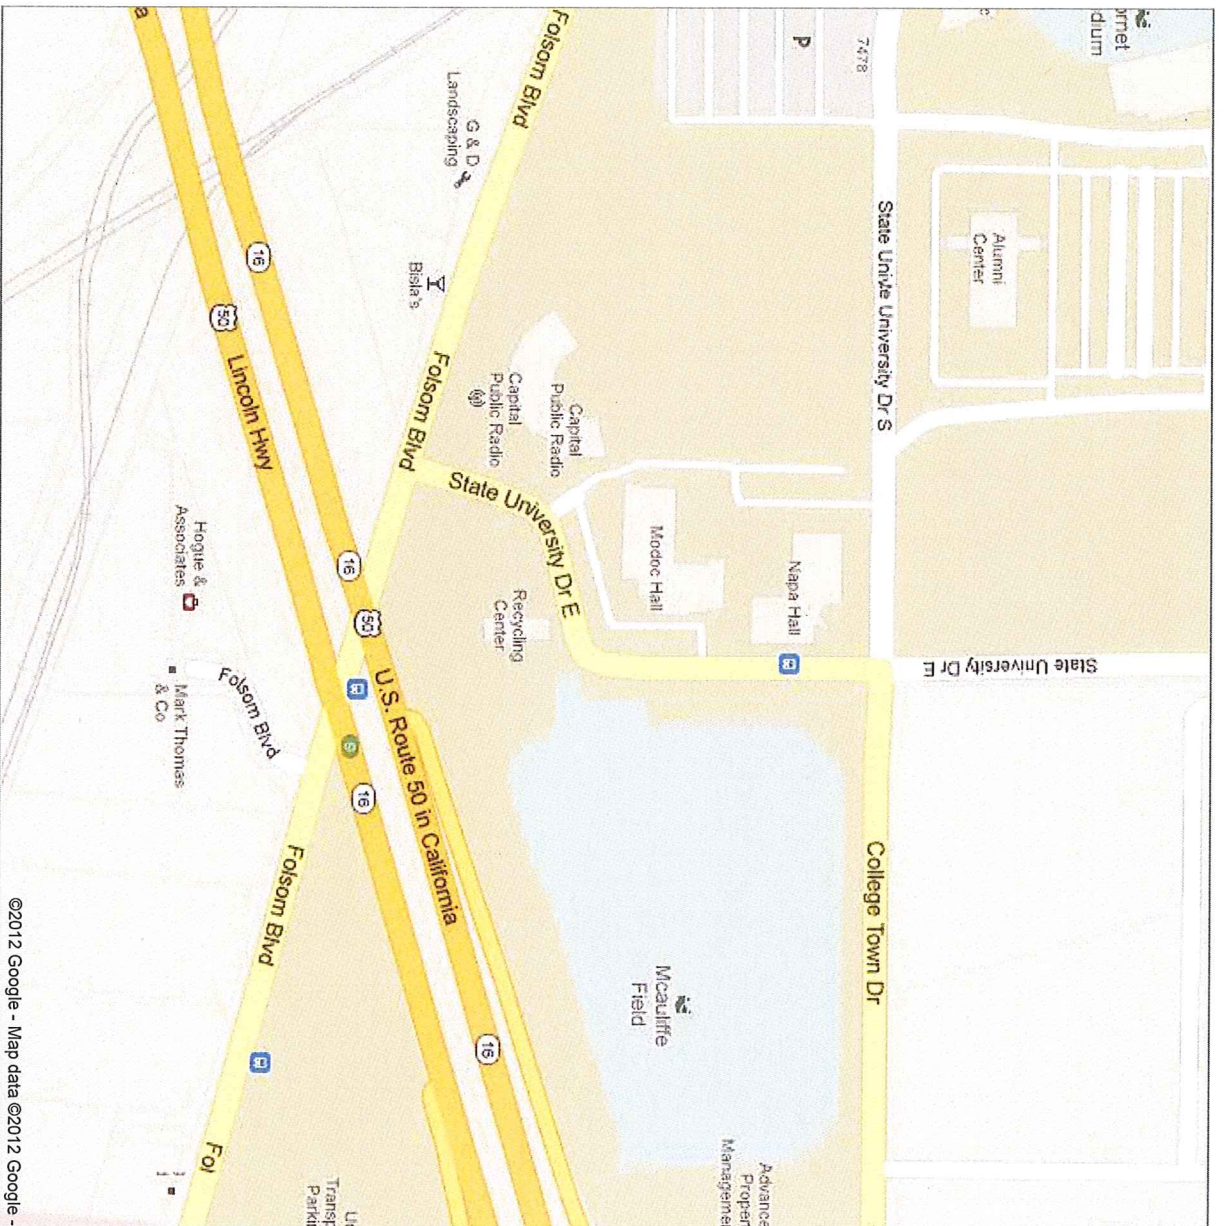 Folsom Blvd
P
7478
G & D
Landscaping
State Unive University Dr S
Alumni
Center
16
50
Bisla's
Lincoln Hwy
Folsom Blvd
Capital
Public Radio
Capital
Public Radio
State University Dr E
Modoc Hall
Napa Hall
State University Dr E
Hogue &
Associates
16
50
Recycling
Center
Folsom Blvd
Mark Thomas
& Co
U.S. Route 50 in California
16
College Town Dr
Folsom Blvd
Mcauliffe
Field
16
Fol
©2012 Google - Map data ©2012 Google -